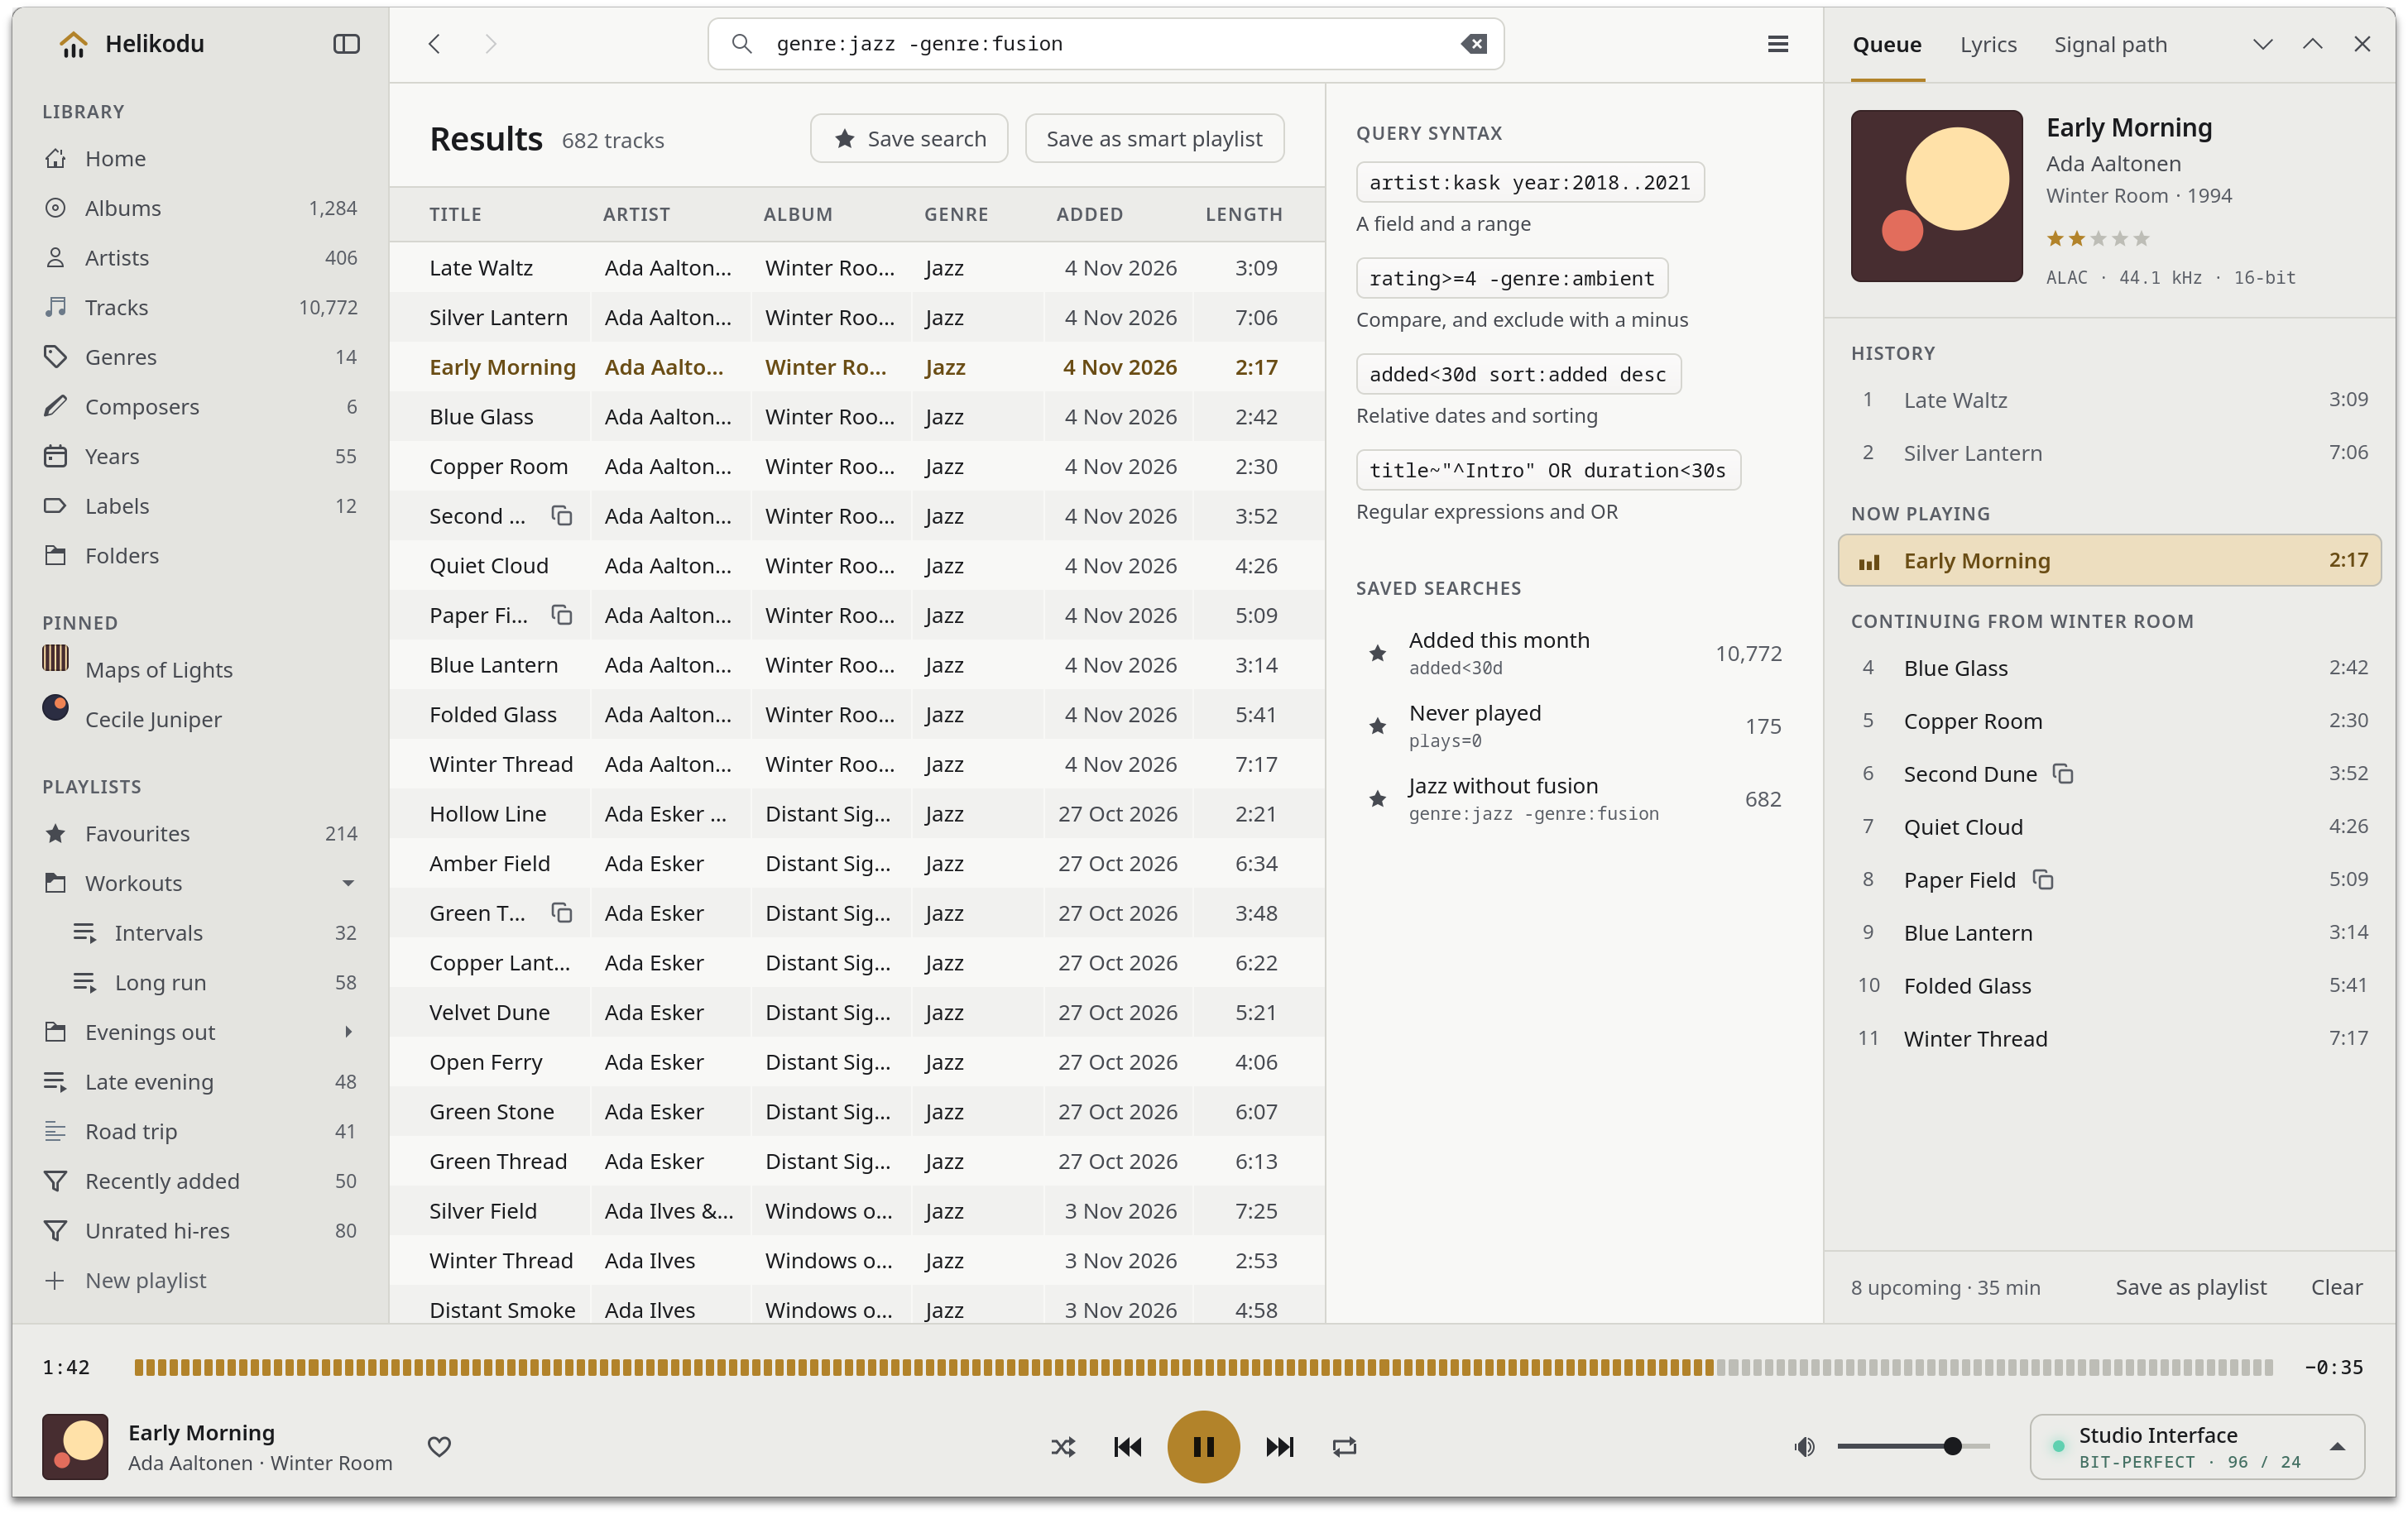 Helikodu
LIBRARY
Home
Albums 1,284
Artists 406
Tracks 10,772
Genres 14
Composers 6
Years 55
Labels 12
Folders
PINNED
Maps of Lights
Cecile Juniper
PLAYLISTS
Favourites 214
Workouts
Intervals 32
Long run 58
Evenings out
Late evening 48
Road trip 41
Recently added 50
Unrated hi-res 80
New playlist
genre:jazz -genre:fusion
Results 682 tracks Save search Save as smart playlist
TITLE ARTIST ALBUM GENRE ADDED LENGTH
Late Waltz Ada Aalton... Winter Roo... Jazz 4 Nov 2026 3:09
Silver Lantern Ada Aalton... Winter Roo... Jazz 4 Nov 2026 7:06
Early Morning Ada Aalto... Winter Ro... Jazz 4 Nov 2026 2:17
Blue Glass Ada Aalton... Winter Roo... Jazz 4 Nov 2026 2:42
Copper Room Ada Aalton... Winter Roo... Jazz 4 Nov 2026 2:30
Second ... Ada Aalton... Winter Roo... Jazz 4 Nov 2026 3:52
Quiet Cloud Ada Aalton... Winter Roo... Jazz 4 Nov 2026 4:26
Paper Fi... Ada Aalton... Winter Roo... Jazz 4 Nov 2026 5:09
Blue Lantern Ada Aalton... Winter Roo... Jazz 4 Nov 2026 3:14
Folded Glass Ada Aalton... Winter Roo... Jazz 4 Nov 2026 5:41
Winter Thread Ada Aalton... Winter Roo... Jazz 4 Nov 2026 7:17
Hollow Line Ada Esker ... Distant Sig... Jazz 27 Oct 2026 2:21
Amber Field Ada Esker Distant Sig... Jazz 27 Oct 2026 6:34
Green T... Ada Esker Distant Sig... Jazz 27 Oct 2026 3:48
Copper Lant... Ada Esker Distant Sig... Jazz 27 Oct 2026 6:22
Velvet Dune Ada Esker Distant Sig... Jazz 27 Oct 2026 5:21
Open Ferry Ada Esker Distant Sig... Jazz 27 Oct 2026 4:06
Green Stone Ada Esker Distant Sig... Jazz 27 Oct 2026 6:07
Green Thread Ada Esker Distant Sig... Jazz 27 Oct 2026 6:13
Silver Field Ada Ilves &... Windows o... Jazz 3 Nov 2026 7:25
Winter Thread Ada Ilves Windows o... Jazz 3 Nov 2026 2:53
Distant Smoke Ada Ilves Windows o... Jazz 3 Nov 2026 4:58
QUERY SYNTAX
artist:kask year:2018..2021
A field and a range
rating>=4 -genre:ambient
Compare, and exclude with a minus
added<30d sort:added desc
Relative dates and sorting
title~"^Intro" OR duration<30s
Regular expressions and OR
SAVED SEARCHES
Added this month 10,772
added<30d
Never played 175
plays=0
Jazz without fusion 682
genre:jazz -genre:fusion
Queue Lyrics Signal path
Early Morning
Ada Aaltonen
Winter Room · 1994
ALAC · 44.1 kHz · 16-bit
HISTORY
1 Late Waltz 3:09
2 Silver Lantern 7:06
NOW PLAYING
Early Morning 2:17
CONTINUING FROM WINTER ROOM
4 Blue Glass 2:42
5 Copper Room 2:30
6 Second Dune 3:52
7 Quiet Cloud 4:26
8 Paper Field 5:09
9 Blue Lantern 3:14
10 Folded Glass 5:41
11 Winter Thread 7:17
8 upcoming · 35 min Save as playlist Clear
1:42 −0:35
Early Morning
Ada Aaltonen · Winter Room
Studio Interface
BIT-PERFECT · 96 / 24